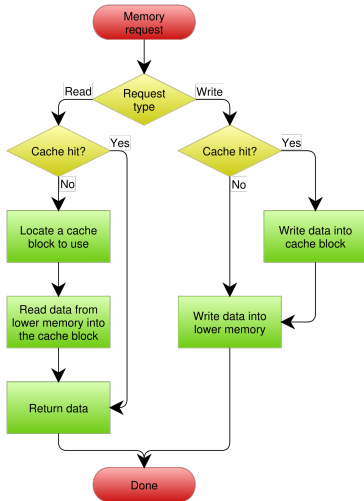 Memory
request
Request
type
Read
Write
Cache hit?
Yes
Cache hit?
Yes
No
No
Locate a cache
block to use
Write data into
cache block
Read data from
lower memory into
the cache block
Write data into
lower memory
Return data
Done